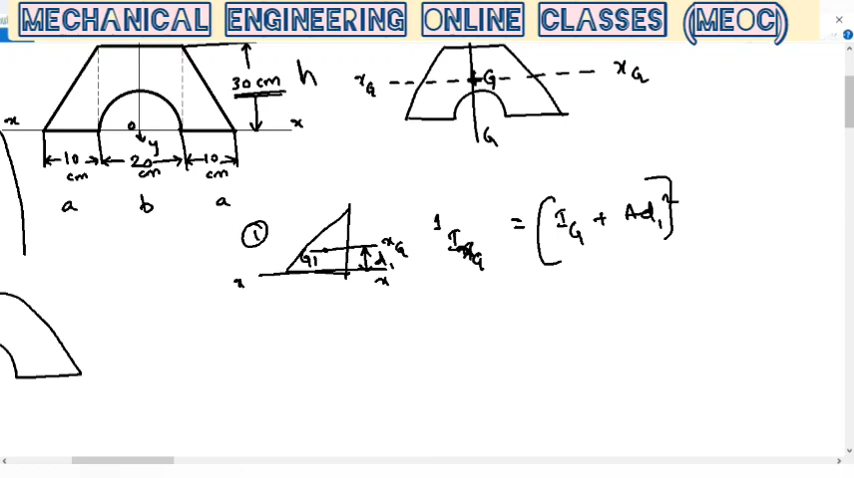 MECHANICAL ENGINEERING ONLINE CLASSES (MEOC)
30 cm h
x x
o
y
10 cm 20 cm 10 cm
a b a
xG G xG
G
① G1 xG d1
x x
= [IG + Ad1²]